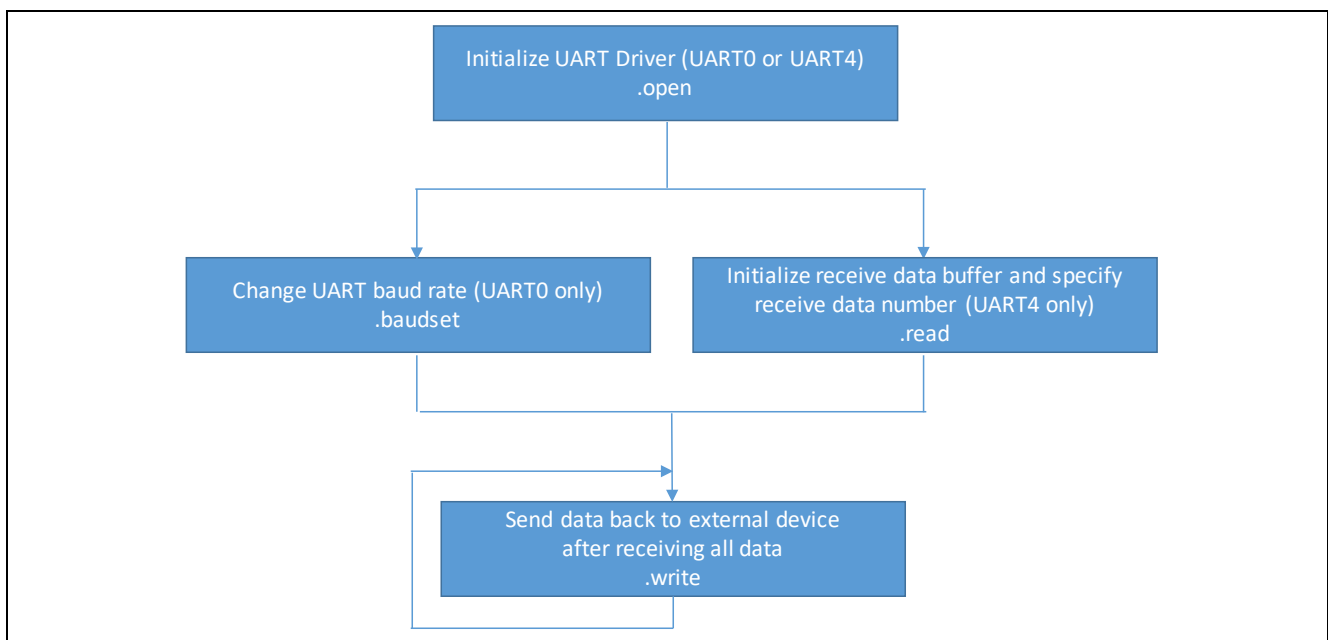 Initialize UART Driver (UART0 or UART4)
.open
Change UART baud rate (UART0 only)
.baudset
Initialize receive data buffer and specify
receive data number (UART4 only)
.read
Send data back to external device
after receiving all data
.write